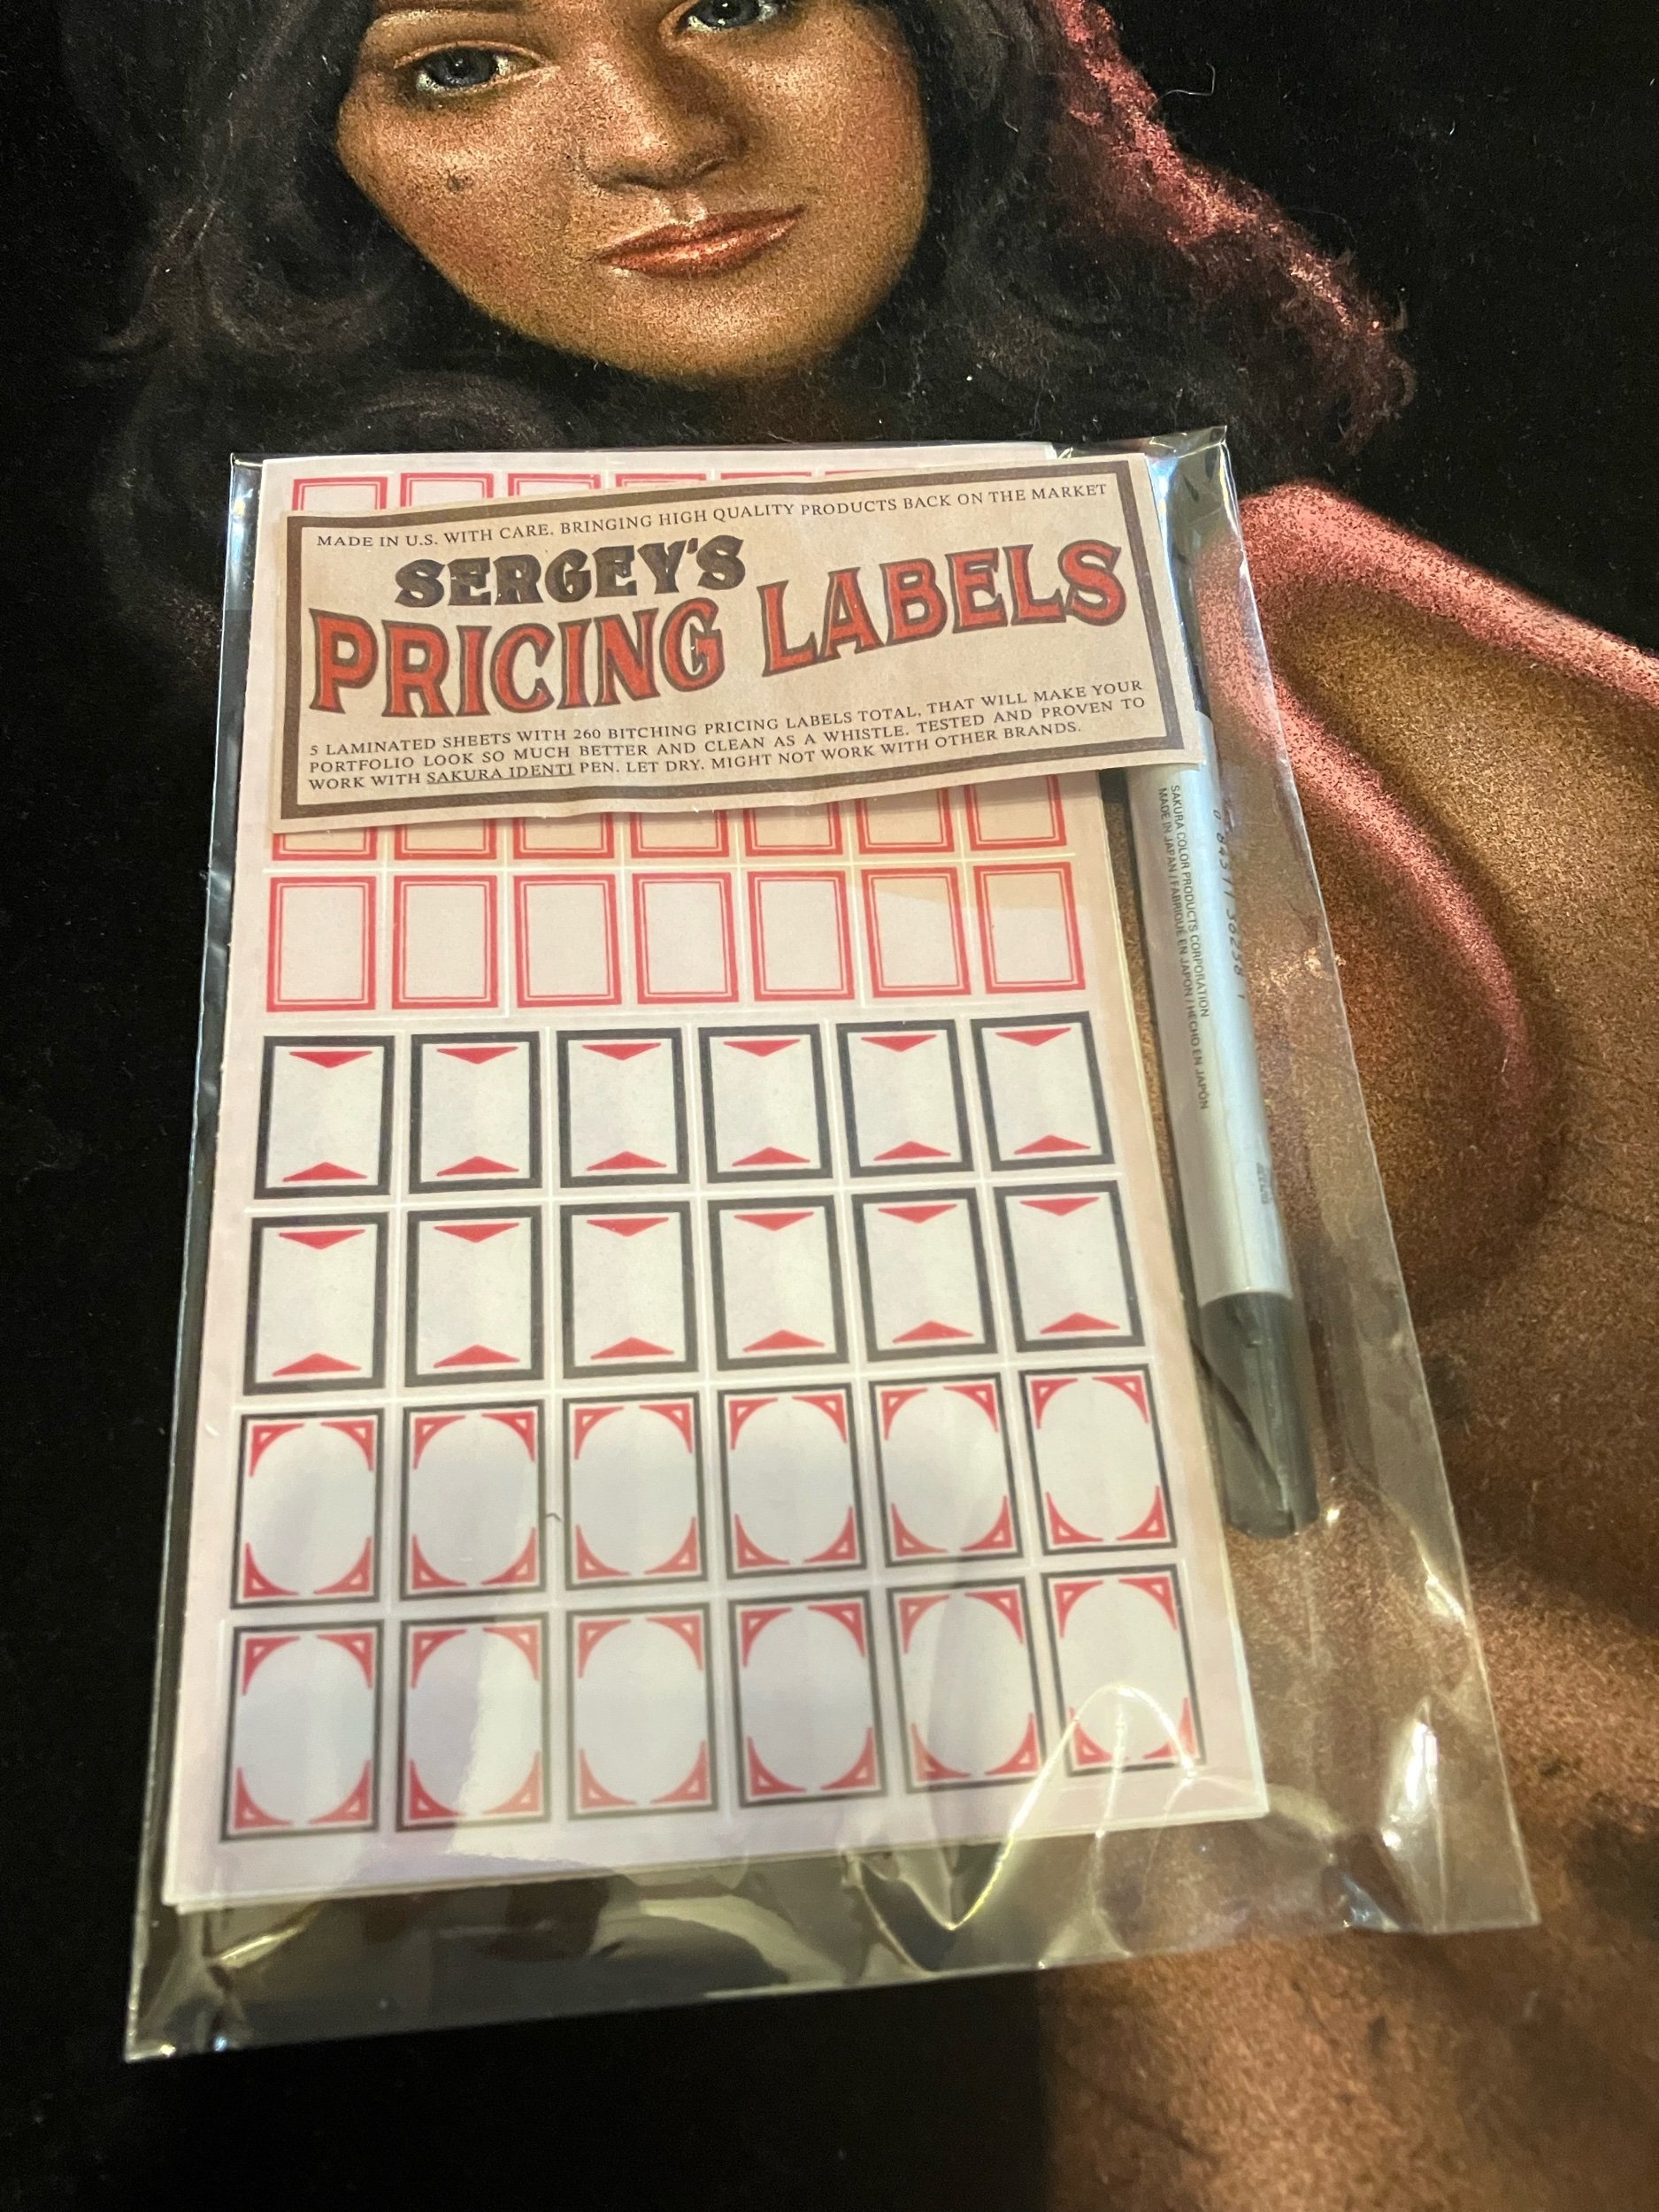 MADE IN U.S. WITH CARE. BRINGING HIGH QUALITY PRODUCTS BACK ON THE MARKET
SERGEY'S
PRICING LABELS
5 LAMINATED SHEETS WITH 260 BITCHING PRICING LABELS TOTAL, THAT WILL MAKE YOUR
PORTFOLIO LOOK SO MUCH BETTER AND CLEAN AS A WHISTLE. TESTED AND PROVEN TO
WORK WITH SAKURA IDENTI PEN. LET DRY. MIGHT NOT WORK WITH OTHER BRANDS.
SAKURA COLOR PRODUCTS CORPORATION
MADE IN JAPAN / FABRIQUÉ EN JAPON / HECHO EN JAPÓN